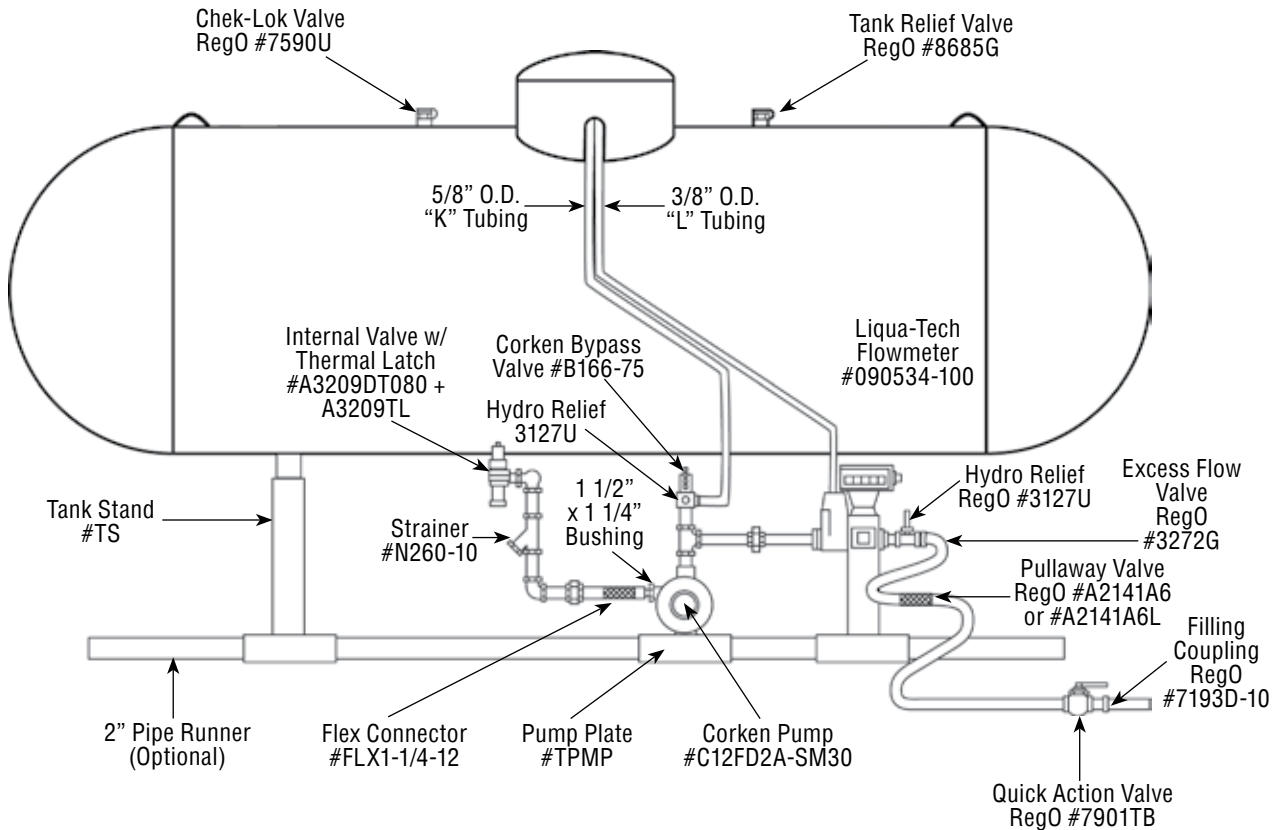 Chek-Lok Valve
RegO #7590U
Tank Relief Valve
RegO #8685G
5/8” O.D.
“K” Tubing
3/8” O.D.
“L” Tubing
Internal Valve w/
Thermal Latch
#A3209DT080 +
A3209TL
Corken Bypass
Valve #B166-75
Liqua-Tech
Flowmeter
#090534-100
Hydro Relief
3127U
Tank Stand
#TS
Strainer
#N260-10
1 1/2”
x 1 1/4”
Bushing
Hydro Relief
RegO #3127U
Excess Flow
Valve
RegO
#3272G
Pullaway Valve
RegO #A2141A6
or #A2141A6L
Filling
Coupling
RegO
#7193D-10
2” Pipe Runner
(Optional)
Flex Connector
#FLX1-1/4-12
Pump Plate
#TPMP
Corken Pump
#C12FD2A-SM30
Quick Action Valve
RegO #7901TB